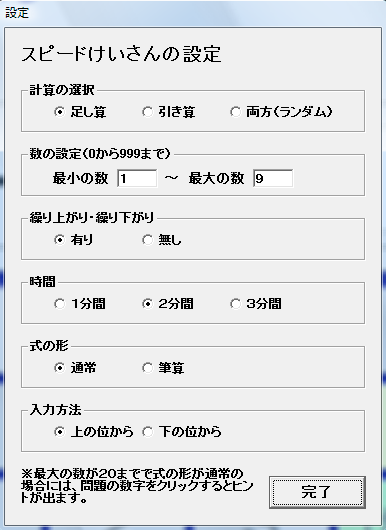 設定
スピードけいさんの設定
計算の選択
足し算 引き算 両方(ランダム)
数の設定(0から999まで)
最小の数 1 ～ 最大の数 9
繰り上がり・繰り下がり
有り 無し
時間
1分間 2分間 3分間
式の形
通常 筆算
入力方法
上の位から 下の位から
※最大の数が20までで式の形が通常の
場合には、問題の数字をクリックするとヒン
トが出ます。
完了